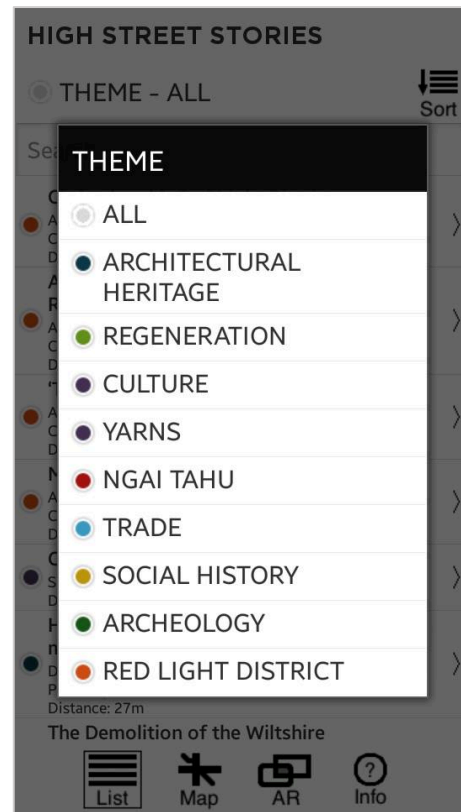 HIGH STREET STORIES
THEME - ALL
Sort
THEME
ALL
ARCHITECTURAL
HERITAGE
REGENERATION
CULTURE
YARNS
NGAI TAHU
TRADE
SOCIAL HISTORY
ARCHEOLOGY
RED LIGHT DISTRICT
Distance: 27m
The Demolition of the Wiltshire
List
Map
AR
Info